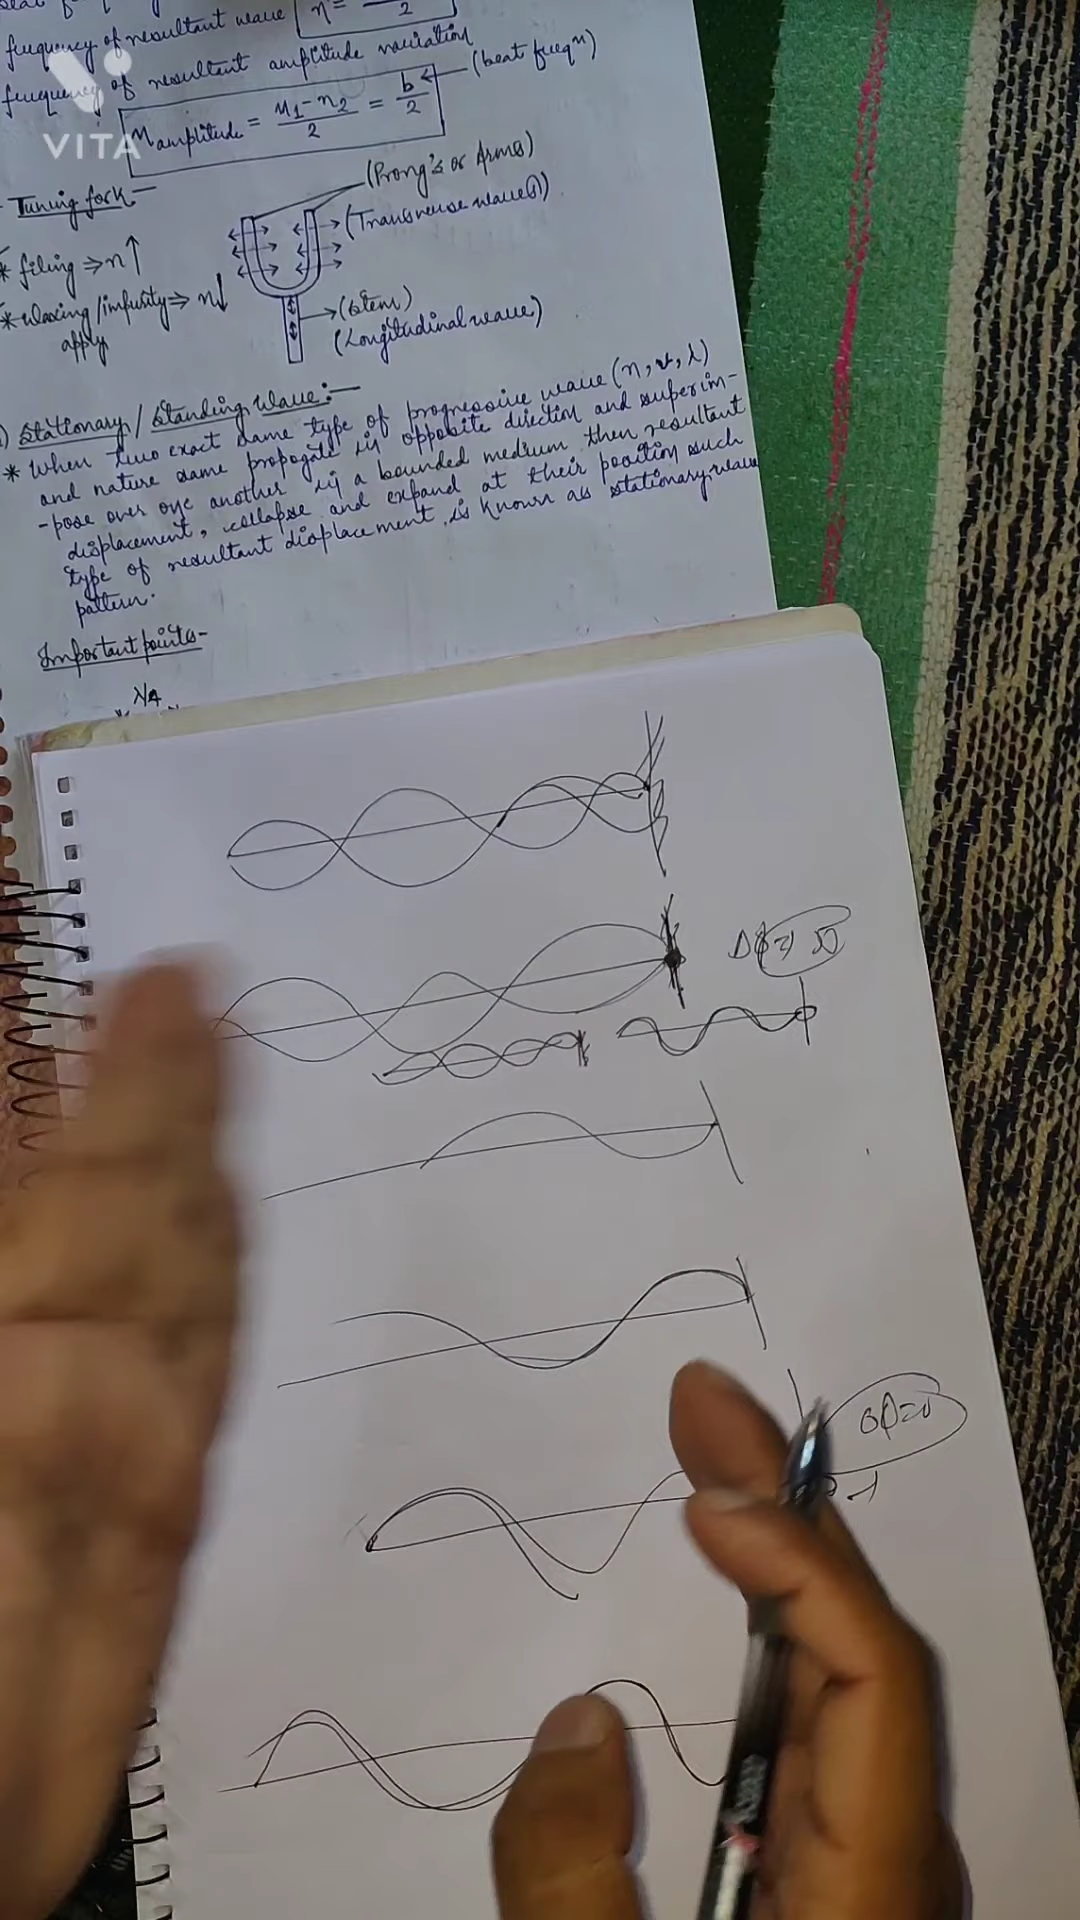 frequency of resultant wave n = 2
frequency of resultant amplitude variation
n amplitude = n1-n2 / 2 = b / 2 (beat freqn)
VITA
Tuning fork-
(Prong's or Arms)
(Transverse waves)
* filing ⇒ n↑
* waxing/impurity ⇒ n↓
apply
(Stem)
(Longitudinal wave)
Stationary/Standing Wave:-
* When two exact same type of progressive wave (n, v, λ)
and nature same propogate in opposite direction and superim-
-pose over one another in a bounded medium then resultant
displacement, collapse and expand at their position such
type of resultant displacement is known as stationary wave
pattern.
Important points-
λ/4
Δϕ=π
Δϕ=0